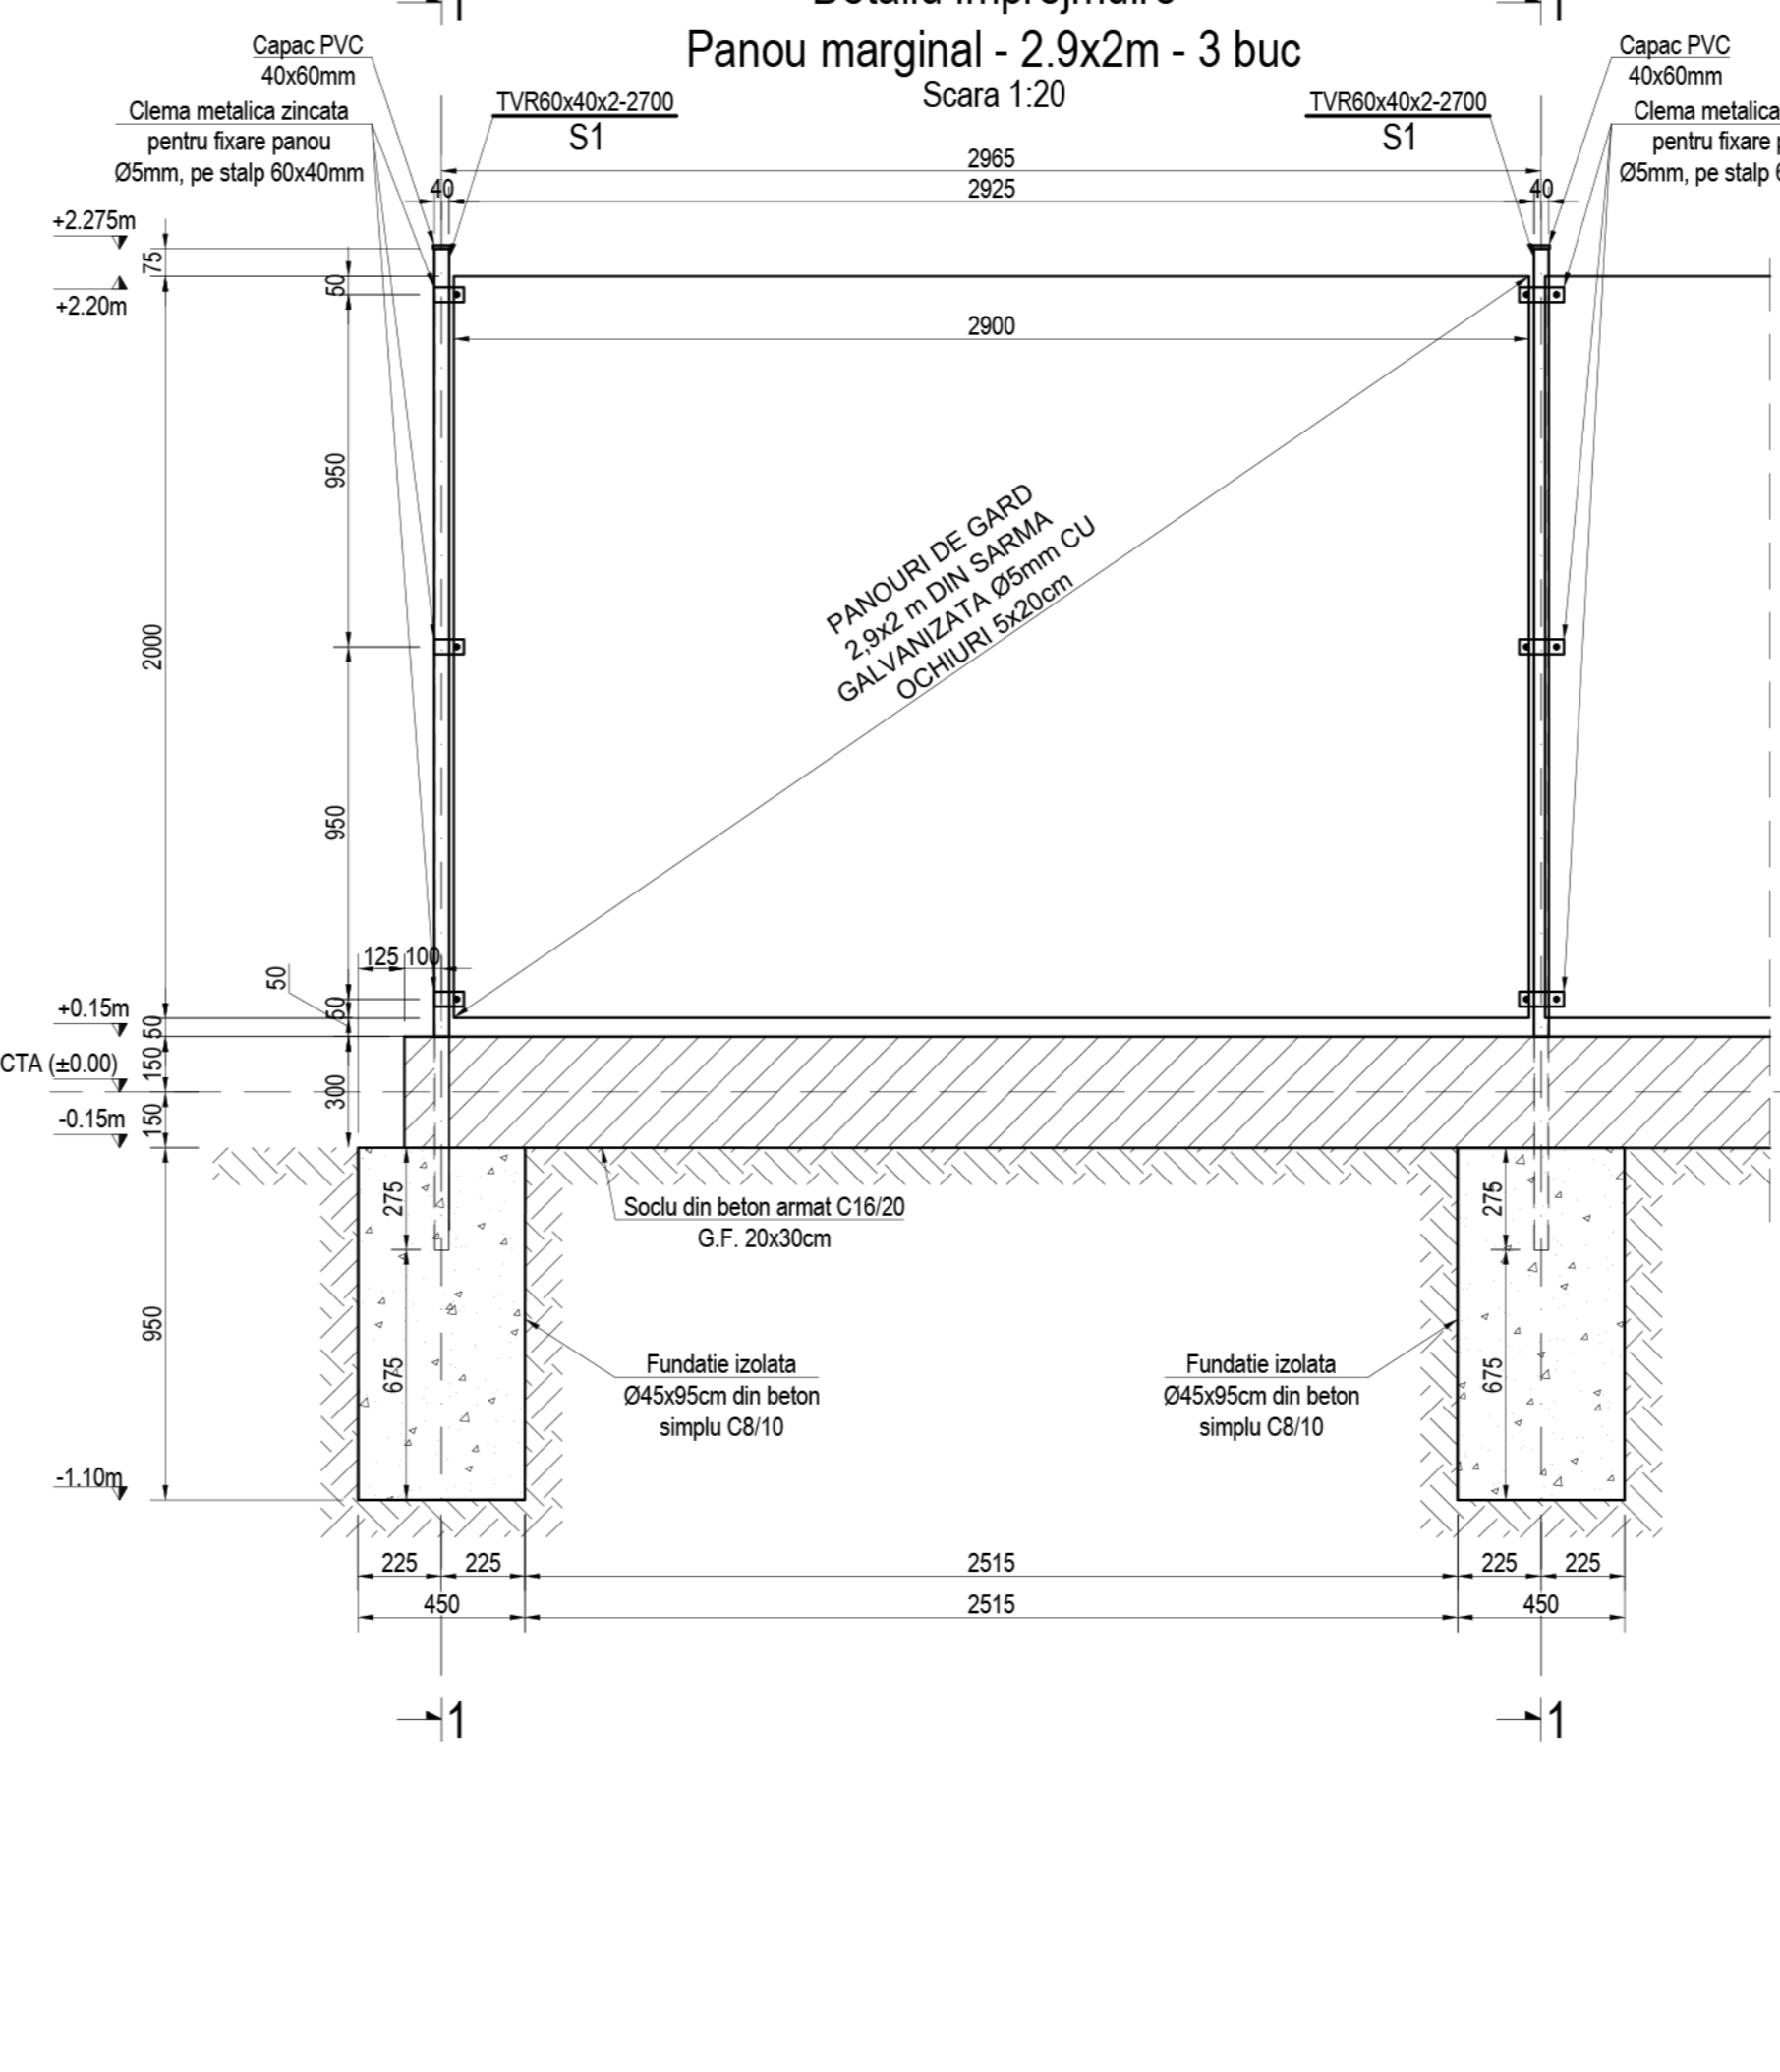 1
1
Detaliu imprejmuire
Panou marginal - 2.9x2m - 3 buc
Scara 1:20
Capac PVC
40x60mm
Clema metalica zincata
pentru fixare panou
Ø5mm, pe stalp 60x40mm
TVR60x40x2-2700
S1
TVR60x40x2-2700
S1
Capac PVC
40x60mm
Clema metalica
pentru fixare
Ø5mm, pe stalp
2965
40
2925
40
+2.275m
75
+2.20m
50
2900
950
2000
950
PANOURI DE GARD
2,9x2 m DIN SARMA
GALVANIZATA Ø5mm CU
OCHIURI 5x20cm
125
100
50
50
+0.15m
50
CTA (±0.00)
150
300
-0.15m
150
275
275
Soclu din beton armat C16/20
G.F. 20x30cm
950
675
675
Fundatie izolata
Ø45x95cm din beton
simplu C8/10
Fundatie izolata
Ø45x95cm din beton
simplu C8/10
-1.10m
225
225
2515
225
225
450
2515
450
1
1